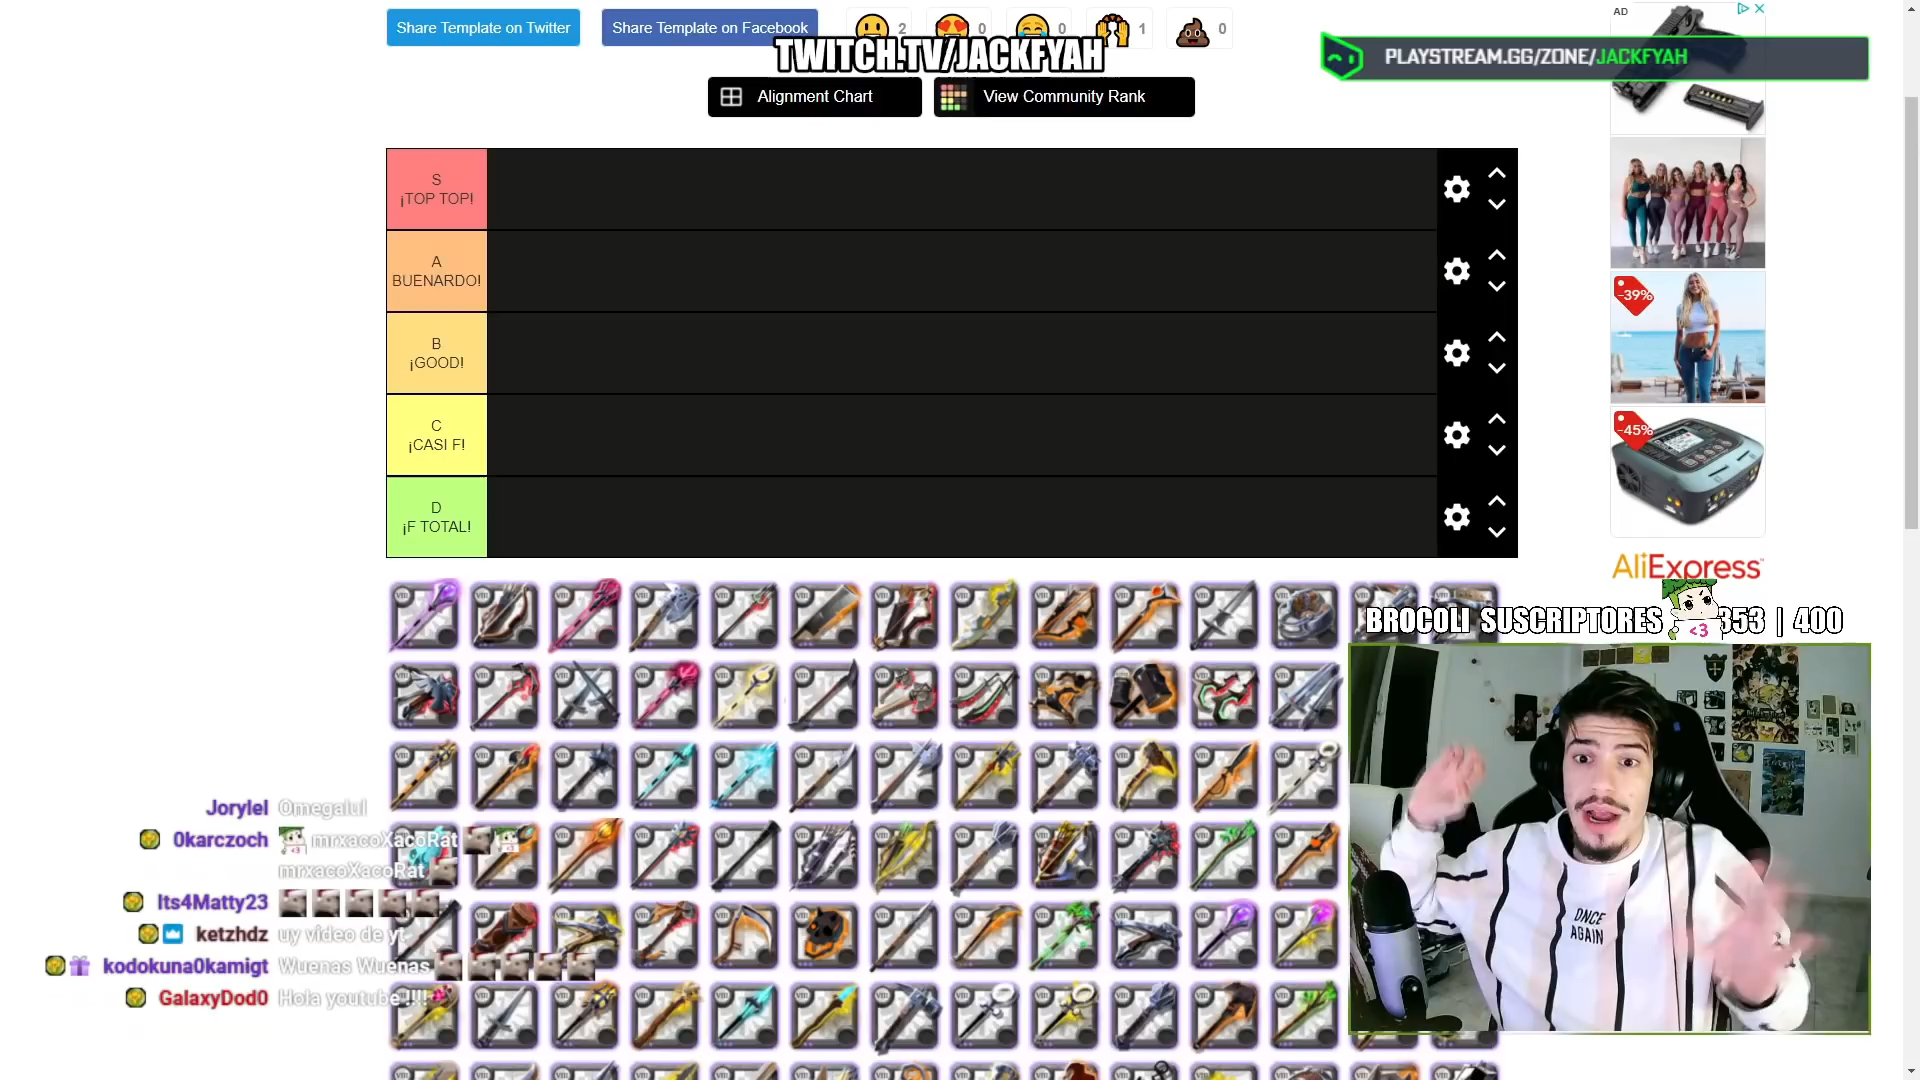 Share Template on Twitter
Share Template on Facebook
2
0
0
1
0
TWITCH.TV/JACKFYAH
Alignment Chart
View Community Rank
AD
PLAYSTREAM.GG/ZONE/JACKFYAH
S
¡TOP TOP!
A
BUENARDO!
B
¡GOOD!
C
¡CASI F!
D
¡F TOTAL!
-39%
-45%
AliExpress
BROCOLI SUSCRIPTORES <3 353 | 400
Jorylel Omegalul
0karczoch mrxacoXacoRat
mrxacoXacoRat
Its4Matty23
ketzhdz uy video de yt
kodokuna0kamigt Wuenas Wuenas
GalaxyDod0 Hola youtube !!!!
ONCE
AGAIN